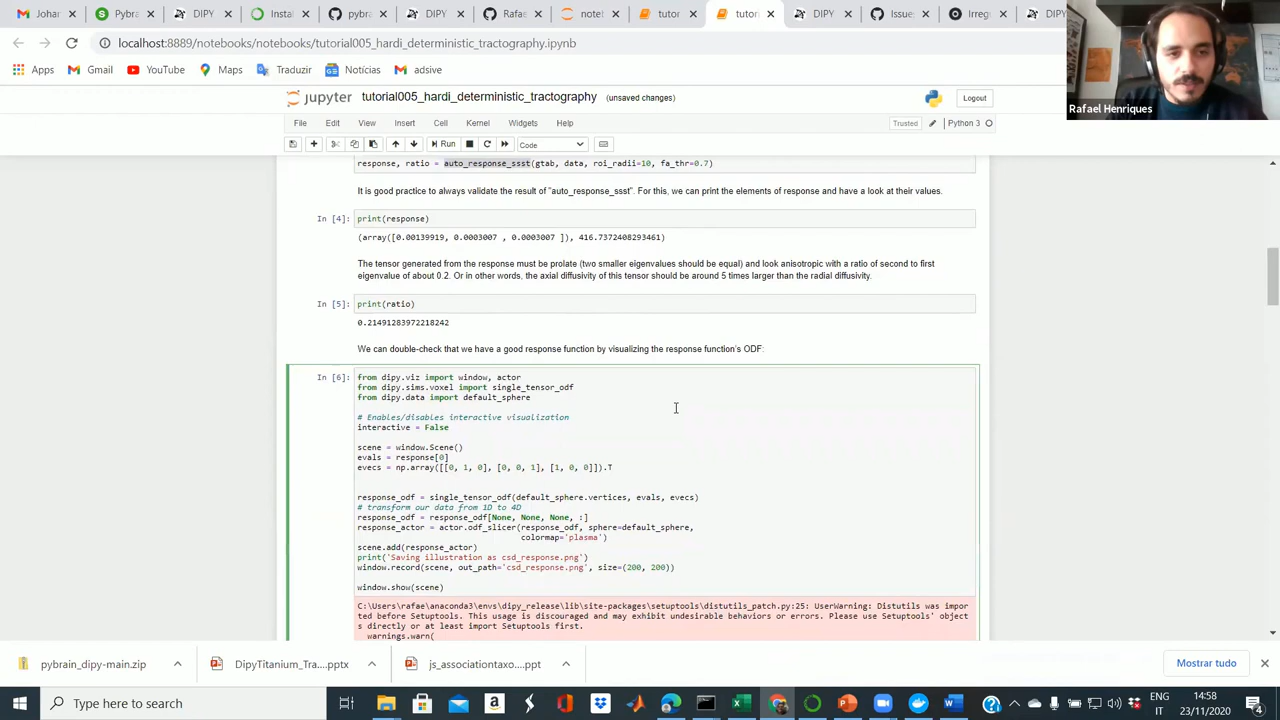 Johar
Pybra
DIPY
Instal
pybra
DIPY
Rafae
noteb
tutor
tutori
DIPY
Issue
Irregu
DIPY
localhost:8889/notebooks/notebooks/tutorial005_hardi_deterministic_tractography.ipynb
Apps
Gmail
YouTube
Maps
Traduzir
Notícias
adsive
Rafael Henriques
jupyter tutorial005_hardi_deterministic_tractography (unsaved changes)
Logout
File Edit View Insert Cell Kernel Widgets Help
Trusted
Python 3
Run
Code
response, ratio = auto_response_ssst(gtab, data, roi_radii=10, fa_thr=0.7)
It is good practice to always validate the result of "auto_response_ssst". For this, we can print the elements of response and have a look at their values.
In [4]: print(response)
(array([0.00139919, 0.0003007 , 0.0003007 ]), 416.7372408293461)
The tensor generated from the response must be prolate (two smaller eigenvalues should be equal) and look anisotropic with a ratio of second to first
eigenvalue of about 0.2. Or in other words, the axial diffusivity of this tensor should be around 5 times larger than the radial diffusivity.
In [5]: print(ratio)
0.21491283972218242
We can double-check that we have a good response function by visualizing the response function's ODF:
In [6]: from dipy.viz import window, actor
from dipy.sims.voxel import single_tensor_odf
from dipy.data import default_sphere
# Enables/disables interactive visualization
interactive = False
scene = window.Scene()
evals = response[0]
evecs = np.array([[0, 1, 0], [0, 0, 1], [1, 0, 0]]).T
response_odf = single_tensor_odf(default_sphere.vertices, evals, evecs)
# transform our data from 1D to 4D
response_odf = response_odf[None, None, None, :]
response_actor = actor.odf_slicer(response_odf, sphere=default_sphere,
colormap='plasma')
scene.add(response_actor)
print('Saving illustration as csd_response.png')
window.record(scene, out_path='csd_response.png', size=(200, 200))
window.show(scene)
C:\Users\rafae\anaconda3\envs\dipy_release\lib\site-packages\setuptools\distutils_patch.py:25: UserWarning: Distutils was impor
ted before Setuptools. This usage is discouraged and may exhibit undesirable behaviors or errors. Please use Setuptools' object
s directly or at least import Setuptools first.
warnings.warn(
pybrain_dipy-main.zip
DipyTitanium_Tra....pptx
js_associationtaxo....ppt
Mostrar tudo
Type here to search
ENG
IT
14:58
23/11/2020